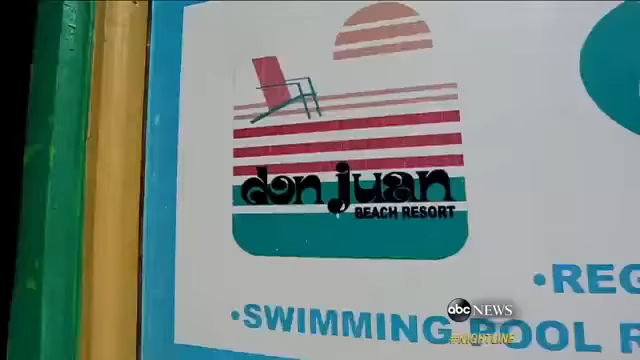 don juan
BEACH RESORT
•REG
•SWIMMING POOL R
abc NEWS
#NIGHTLINE